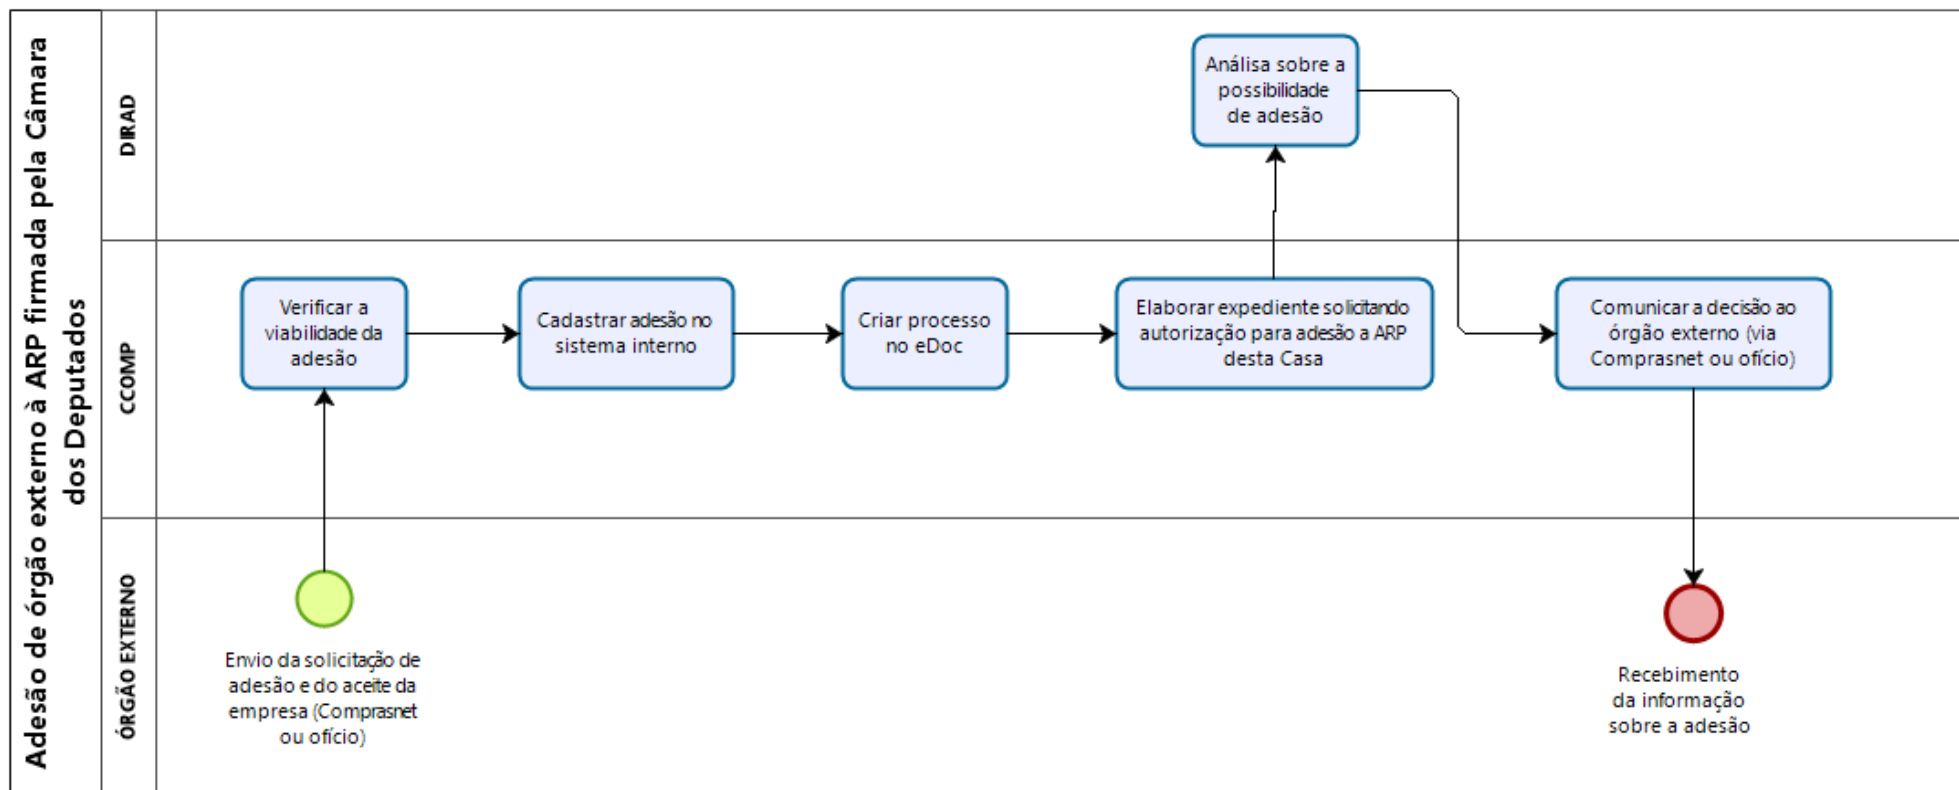 Adesão de órgão externo à ARP firmada pela Câmara
dos Deputados
DIRAD
Análisa sobre a
possibilidade
de adesão
CCOMP
Verificar a
viabilidade da
adesão
Cadastrar adesão no
sistema interno
Criar processo
no eDoc
Elaborar expediente solicitando
autorização para adesão a ARP
desta Casa
Comunicar a decisão ao
órgão externo (via
Comprasnet ou ofício)
ÓRGÃO EXTERNO
Envio da solicitação de
adesão e do aceite da
empresa (Comprasnet
ou ofício)
Recebimento
da informação
sobre a adesão